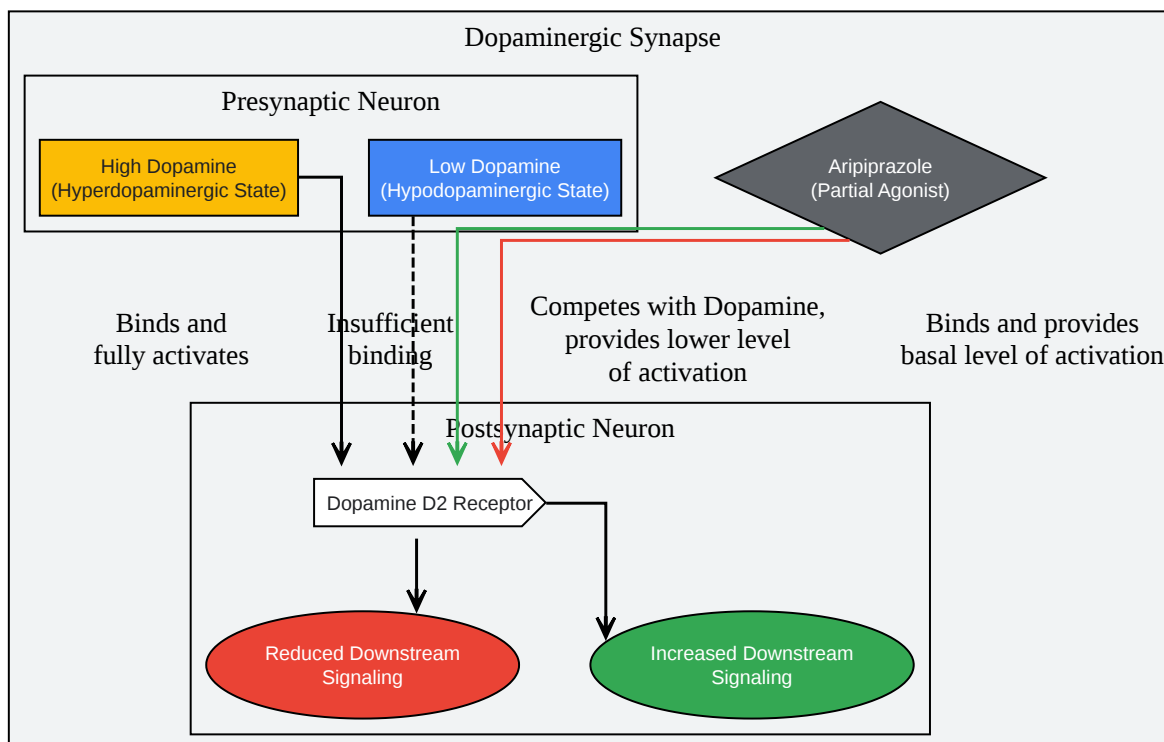 Dopaminergic Synapse
Presynaptic Neuron
High Dopamine
(Hyperdopaminergic State)
Low Dopamine
(Hypodopaminergic State)
Aripiprazole
(Partial Agonist)
Binds and
fully activates
Insufficient
binding
Competes with Dopamine,
provides lower level
of activation
Binds and provides
basal level of activation
Postsynaptic Neuron
Dopamine D2 Receptor
Reduced Downstream
Signaling
Increased Downstream
Signaling